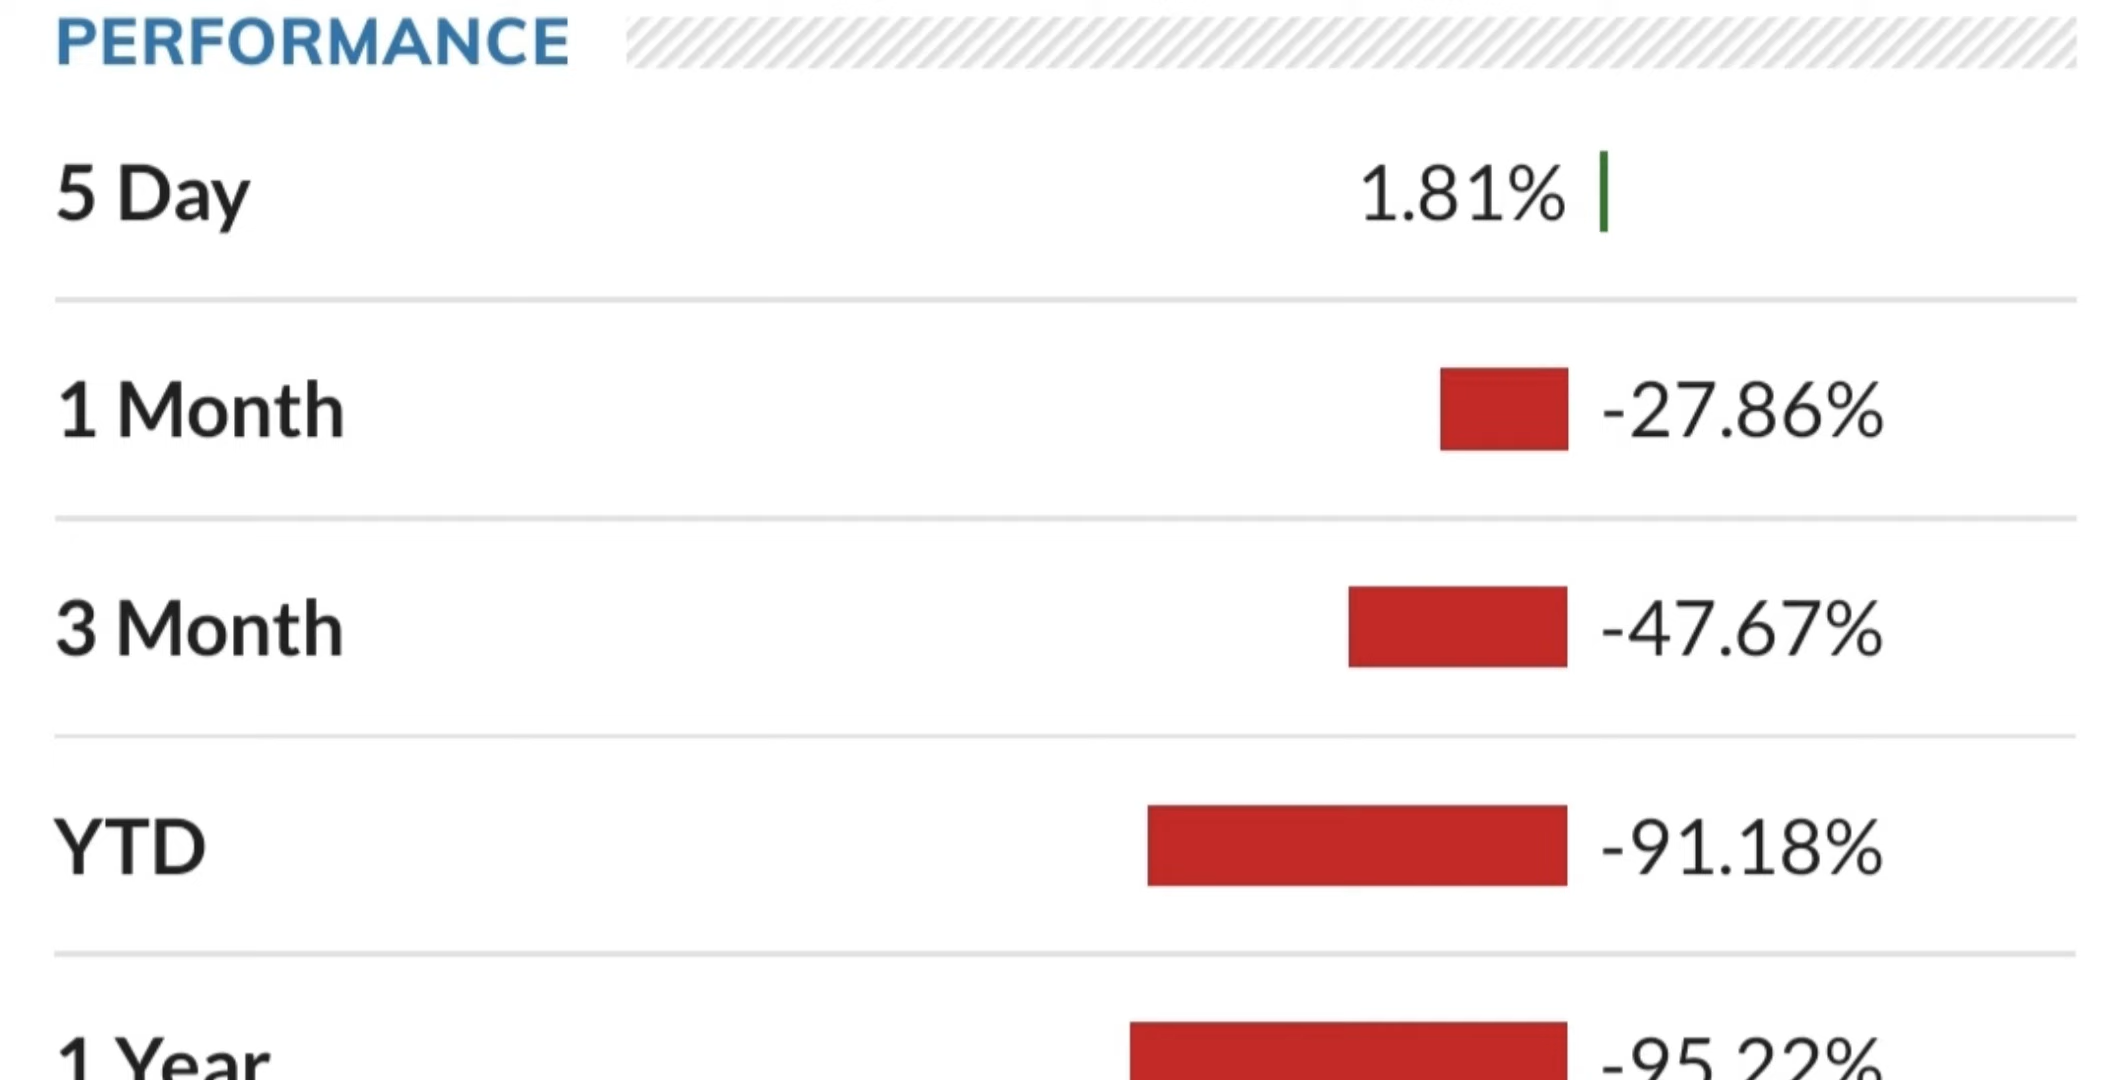 PERFORMANCE
5 Day 1.81%
1 Month -27.86%
3 Month -47.67%
YTD -91.18%
1 Year -95.22%